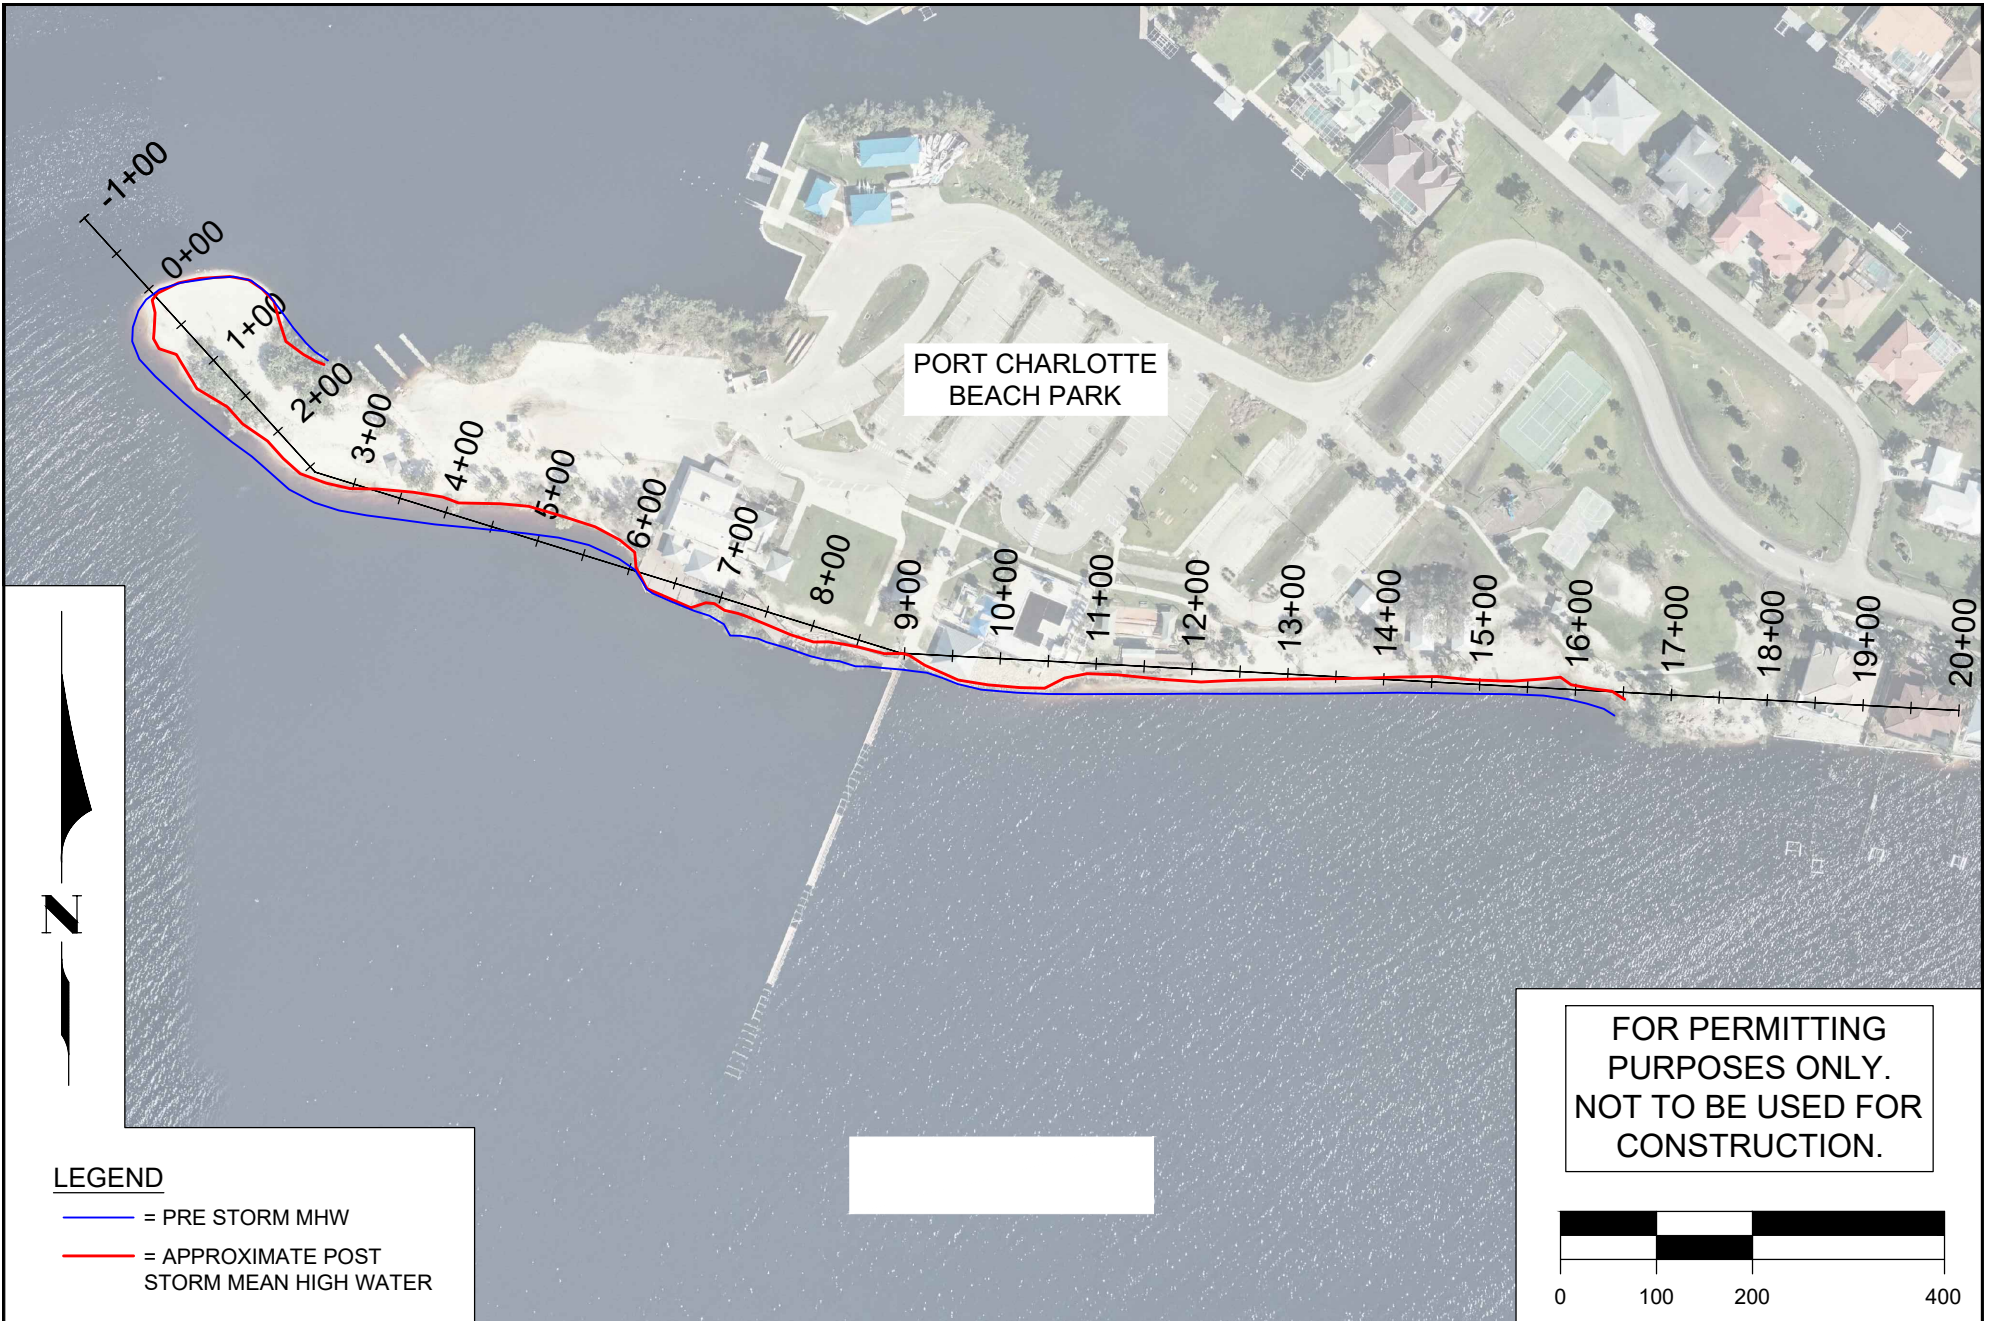 -1+00
0+00
1+00
2+00
3+00
4+00
5+00
6+00
7+00
8+00
9+00
10+00
11+00
12+00
13+00
14+00
15+00
16+00
17+00
18+00
19+00
20+00
PORT CHARLOTTE
BEACH PARK
N
LEGEND
= PRE STORM MHW
= APPROXIMATE POST
STORM MEAN HIGH WATER
FOR PERMITTING
PURPOSES ONLY.
NOT TO BE USED FOR
CONSTRUCTION.
0 100 200 400